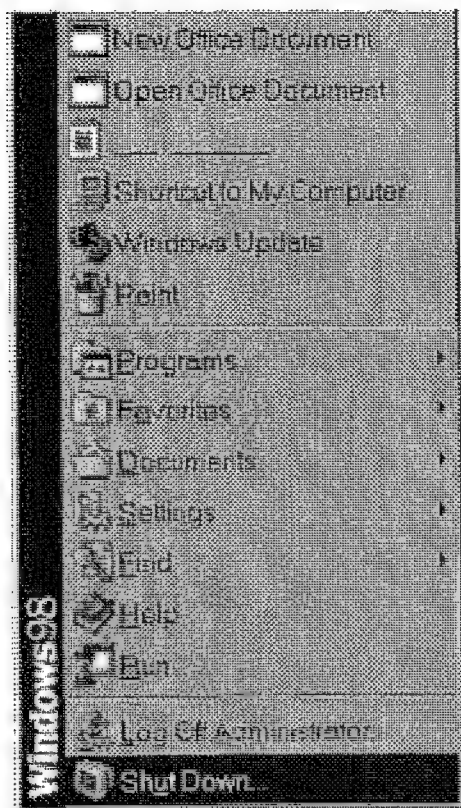 New Office Document
Open Office Document
Shortcut to My Computer
Windows Update
Point
Programs
Favorites
Documents
Settings
Find
Help
Run
Log Off Administrator
Shut Down...
Windows98